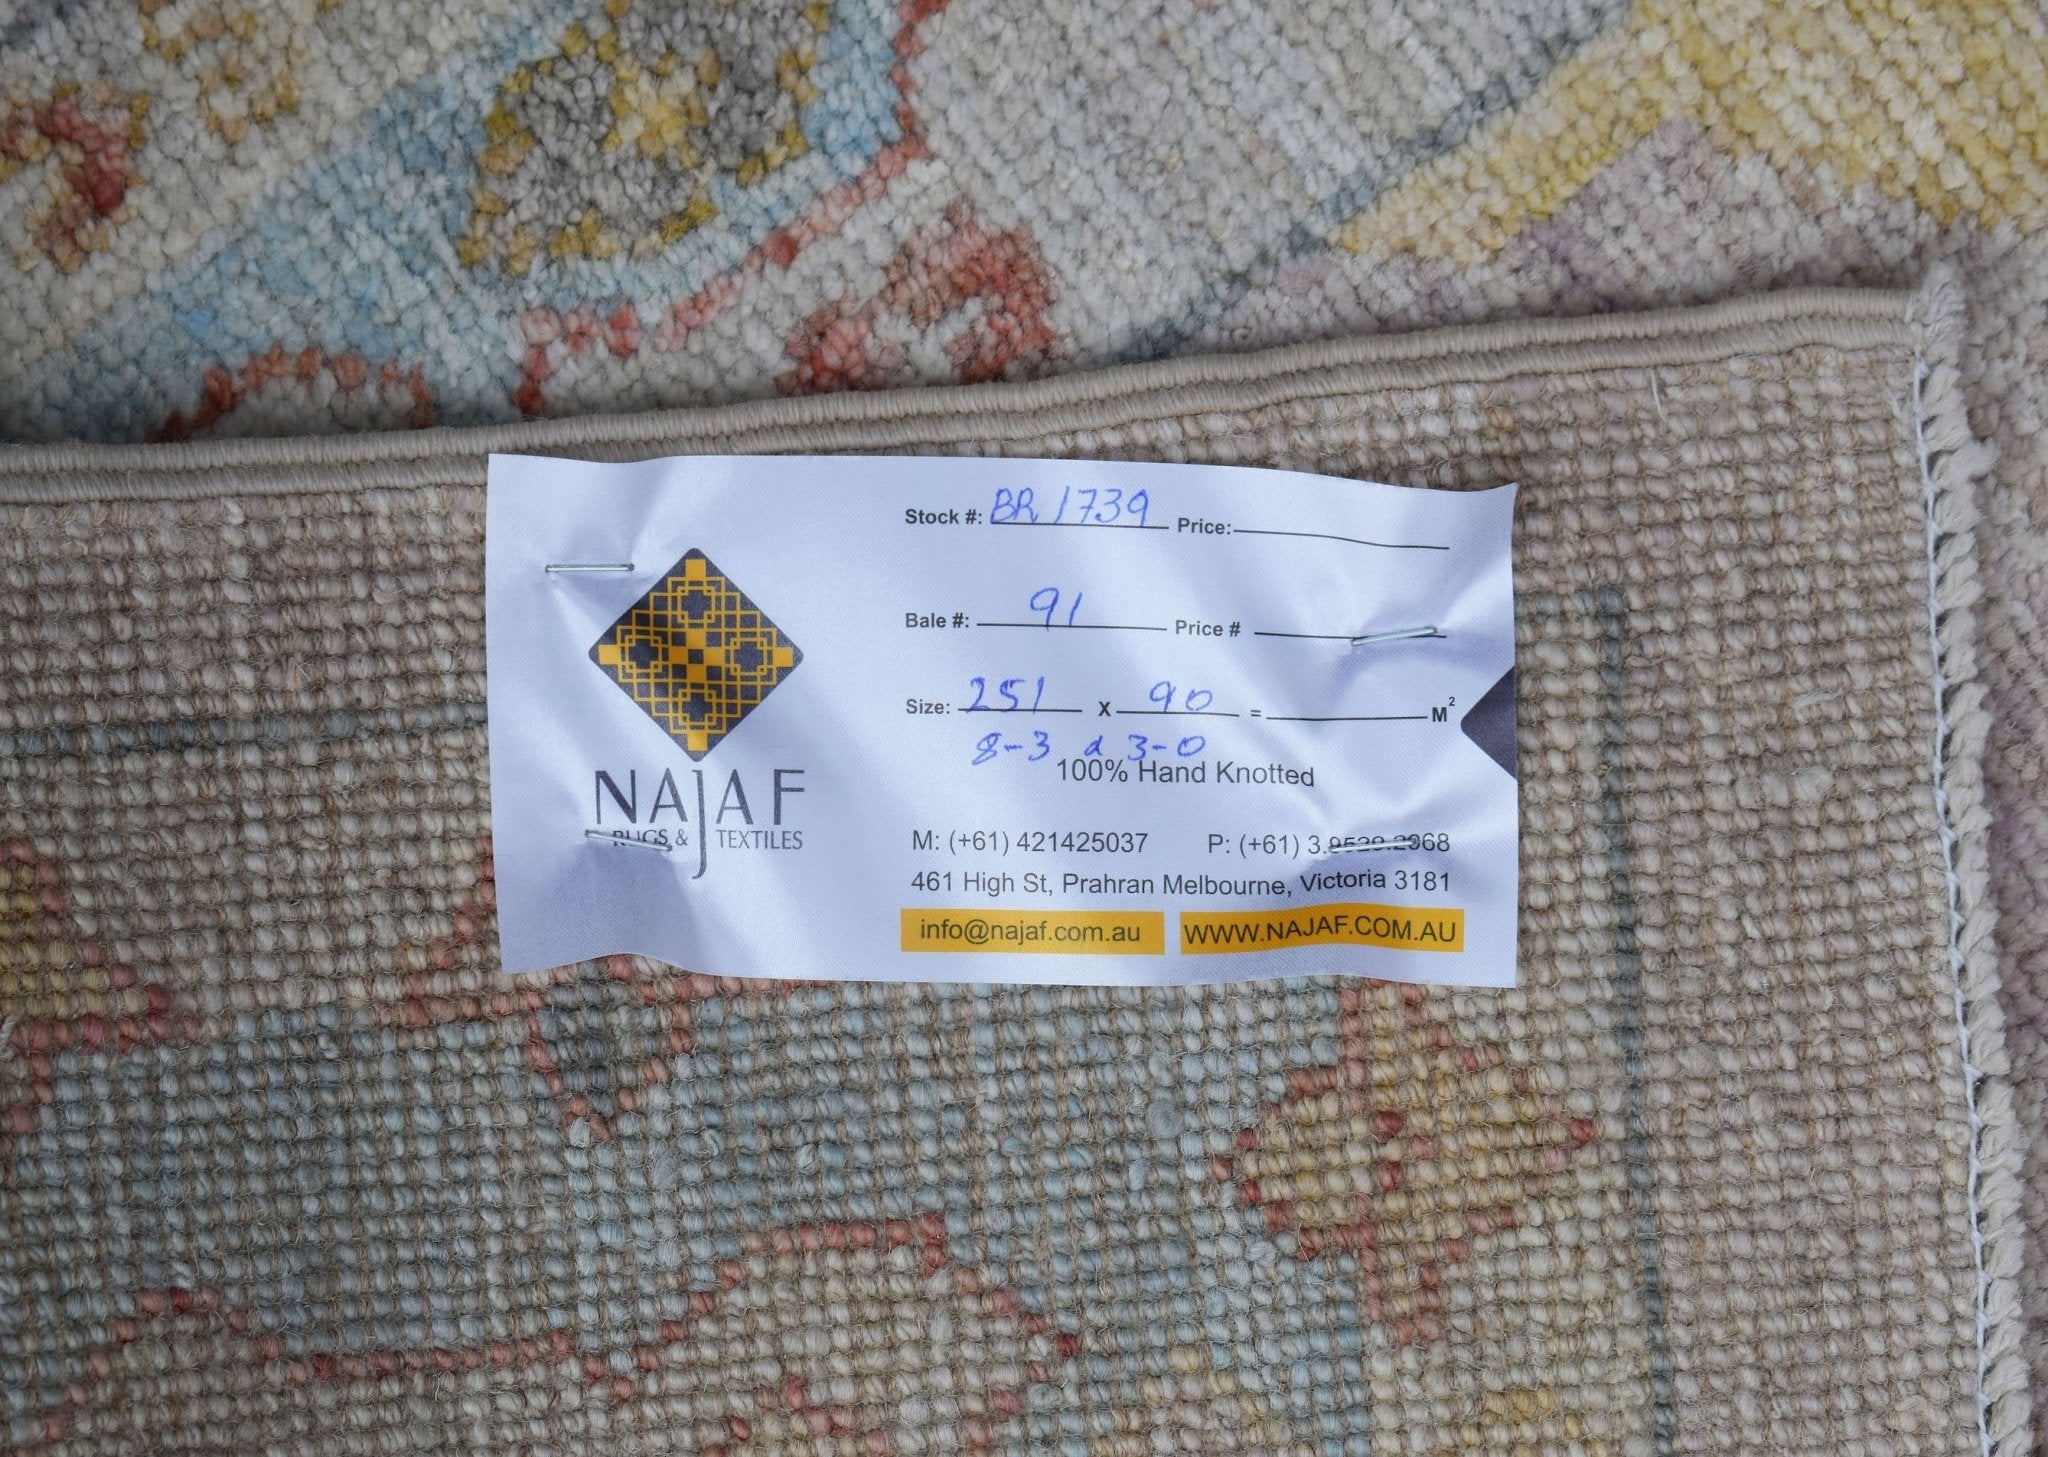 Stock #: BR 1739 Price:
Bale #: 91 Price #
Size: 251 x 90 = M²
8-3 x 3-0
100% Hand Knotted
NAJAF
RUGS & TEXTILES
M: (+61) 421425037 P: (+61) 3.9529.2968
461 High St, Prahran Melbourne, Victoria 3181
info@najaf.com.au WWW.NAJAF.COM.AU